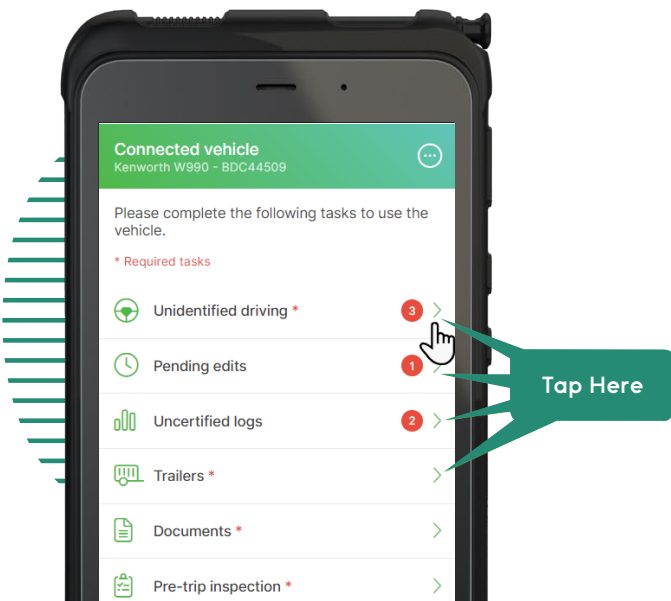 Connected vehicle
Kenworth W990 - BDC44509
Please complete the following tasks to use the
vehicle.
* Required tasks
Unidentified driving * 3
Pending edits 1
Uncertified logs 2
Trailers *
Documents *
Pre-trip inspection *
Tap Here